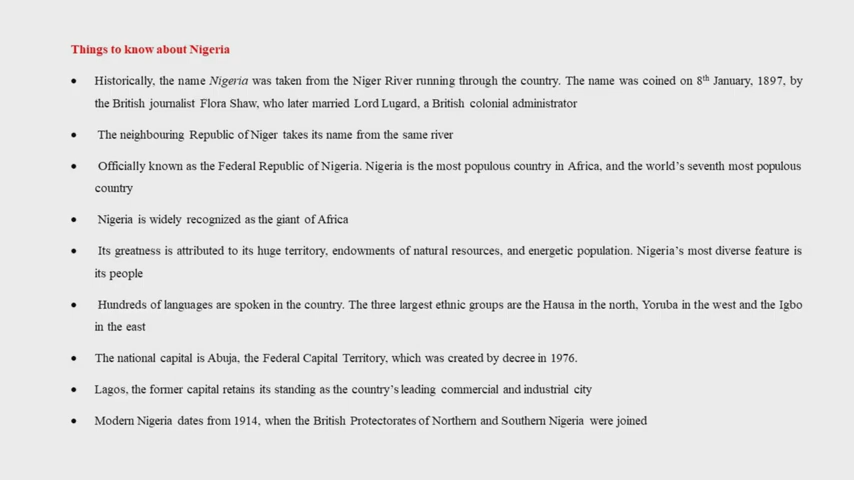 Things to know about Nigeria
• Historically, the name Nigeria was taken from the Niger River running through the country. The name was coined on 8th January, 1897, by
the British journalist Flora Shaw, who later married Lord Lugard, a British colonial administrator
• The neighbouring Republic of Niger takes its name from the same river
• Officially known as the Federal Republic of Nigeria. Nigeria is the most populous country in Africa, and the world's seventh most populous
country
• Nigeria is widely recognized as the giant of Africa
• Its greatness is attributed to its huge territory, endowments of natural resources, and energetic population. Nigeria's most diverse feature is
its people
• Hundreds of languages are spoken in the country. The three largest ethnic groups are the Hausa in the north, Yoruba in the west and the Igbo
in the east
• The national capital is Abuja, the Federal Capital Territory, which was created by decree in 1976.
• Lagos, the former capital retains its standing as the country's leading commercial and industrial city
• Modern Nigeria dates from 1914, when the British Protectorates of Northern and Southern Nigeria were joined